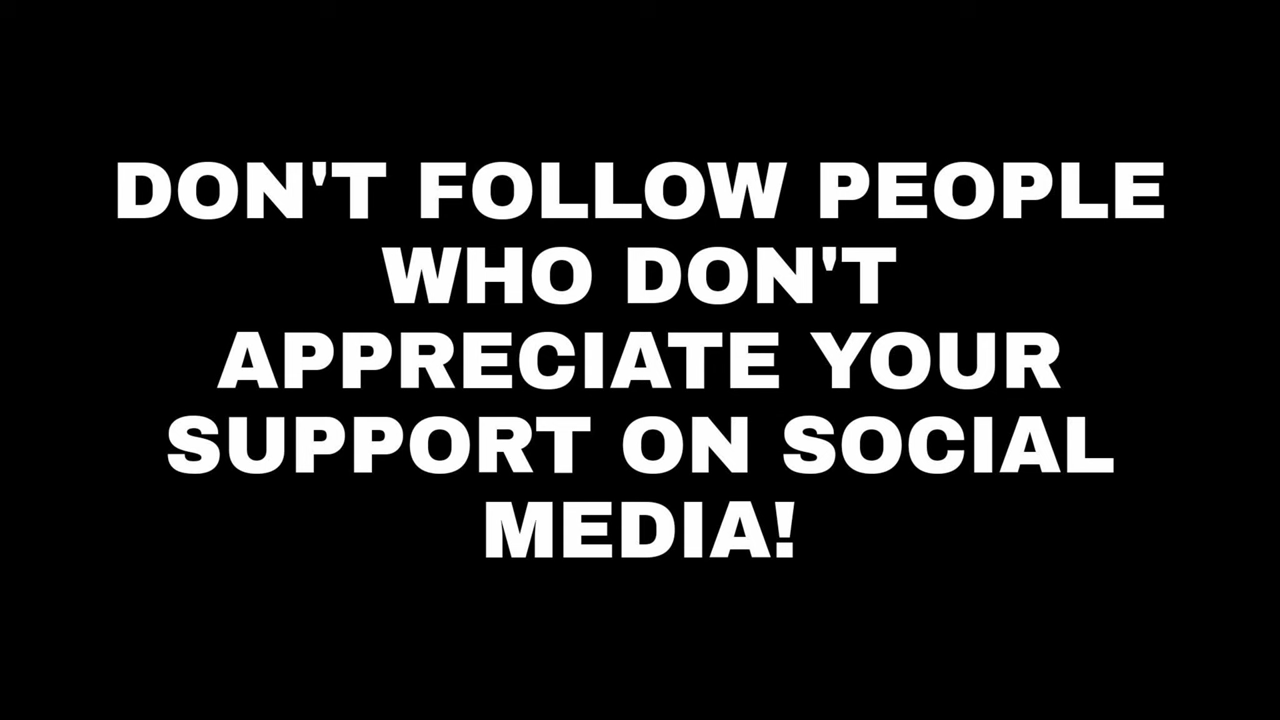 DON'T FOLLOW PEOPLE
WHO DON'T
APPRECIATE YOUR
SUPPORT ON SOCIAL
MEDIA!